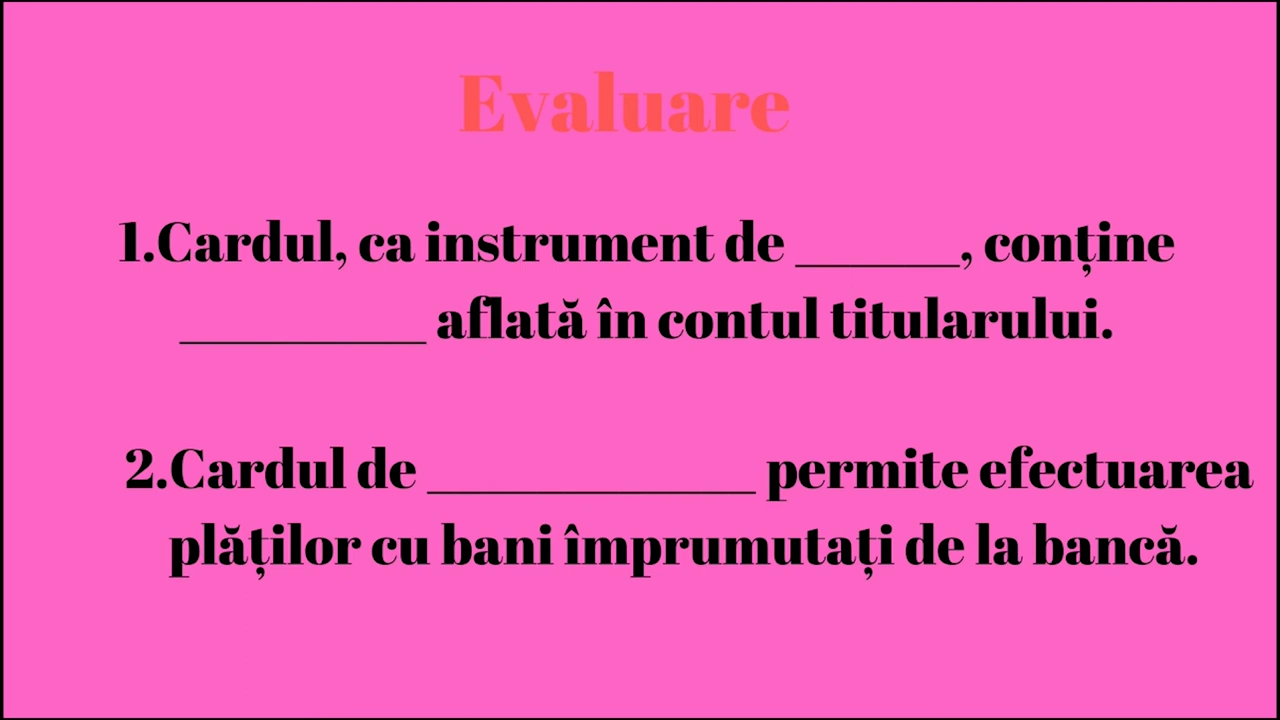 Evaluare
1.Cardul, ca instrument de ______, conține
_________ aflată în contul titularului.
2.Cardul de ____________ permite efectuarea
plăților cu bani împrumutați de la bancă.